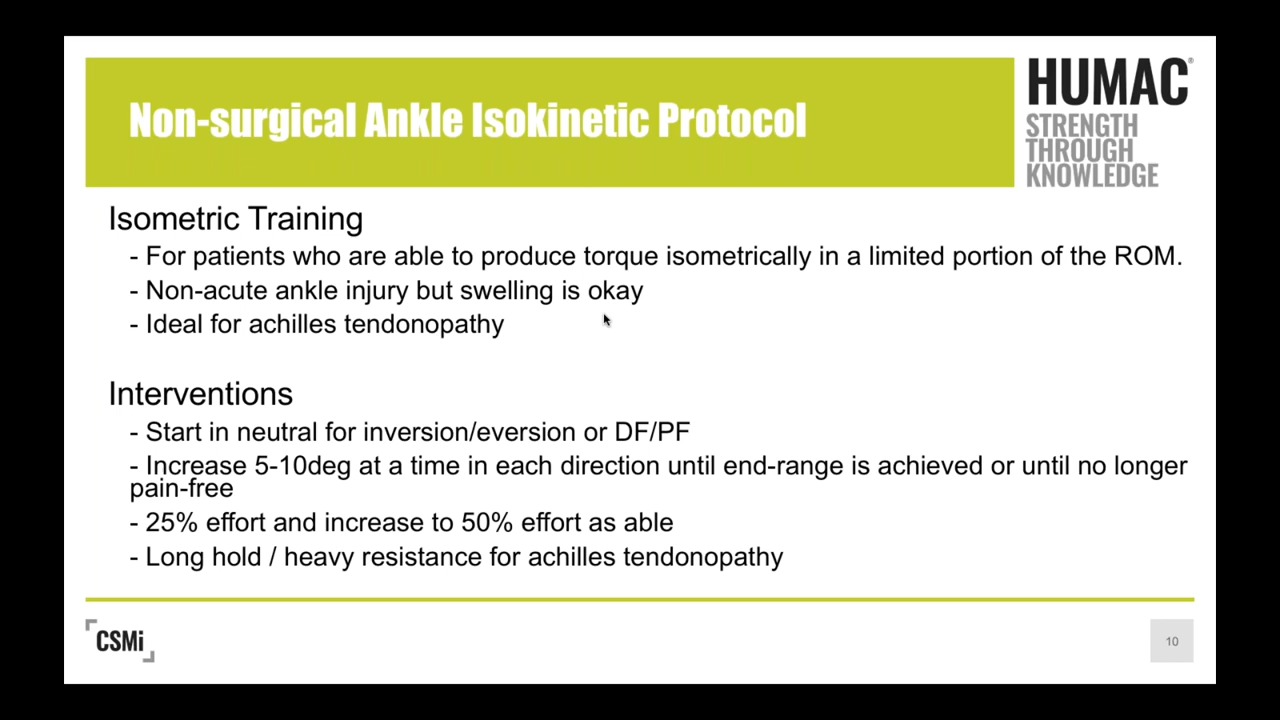 Non-surgical Ankle Isokinetic Protocol
HUMAC®
STRENGTH
THROUGH
KNOWLEDGE
Isometric Training
- For patients who are able to produce torque isometrically in a limited portion of the ROM.
- Non-acute ankle injury but swelling is okay
- Ideal for achilles tendonopathy
Interventions
- Start in neutral for inversion/eversion or DF/PF
- Increase 5-10deg at a time in each direction until end-range is achieved or until no longer
pain-free
- 25% effort and increase to 50% effort as able
- Long hold / heavy resistance for achilles tendonopathy
CSMi
10